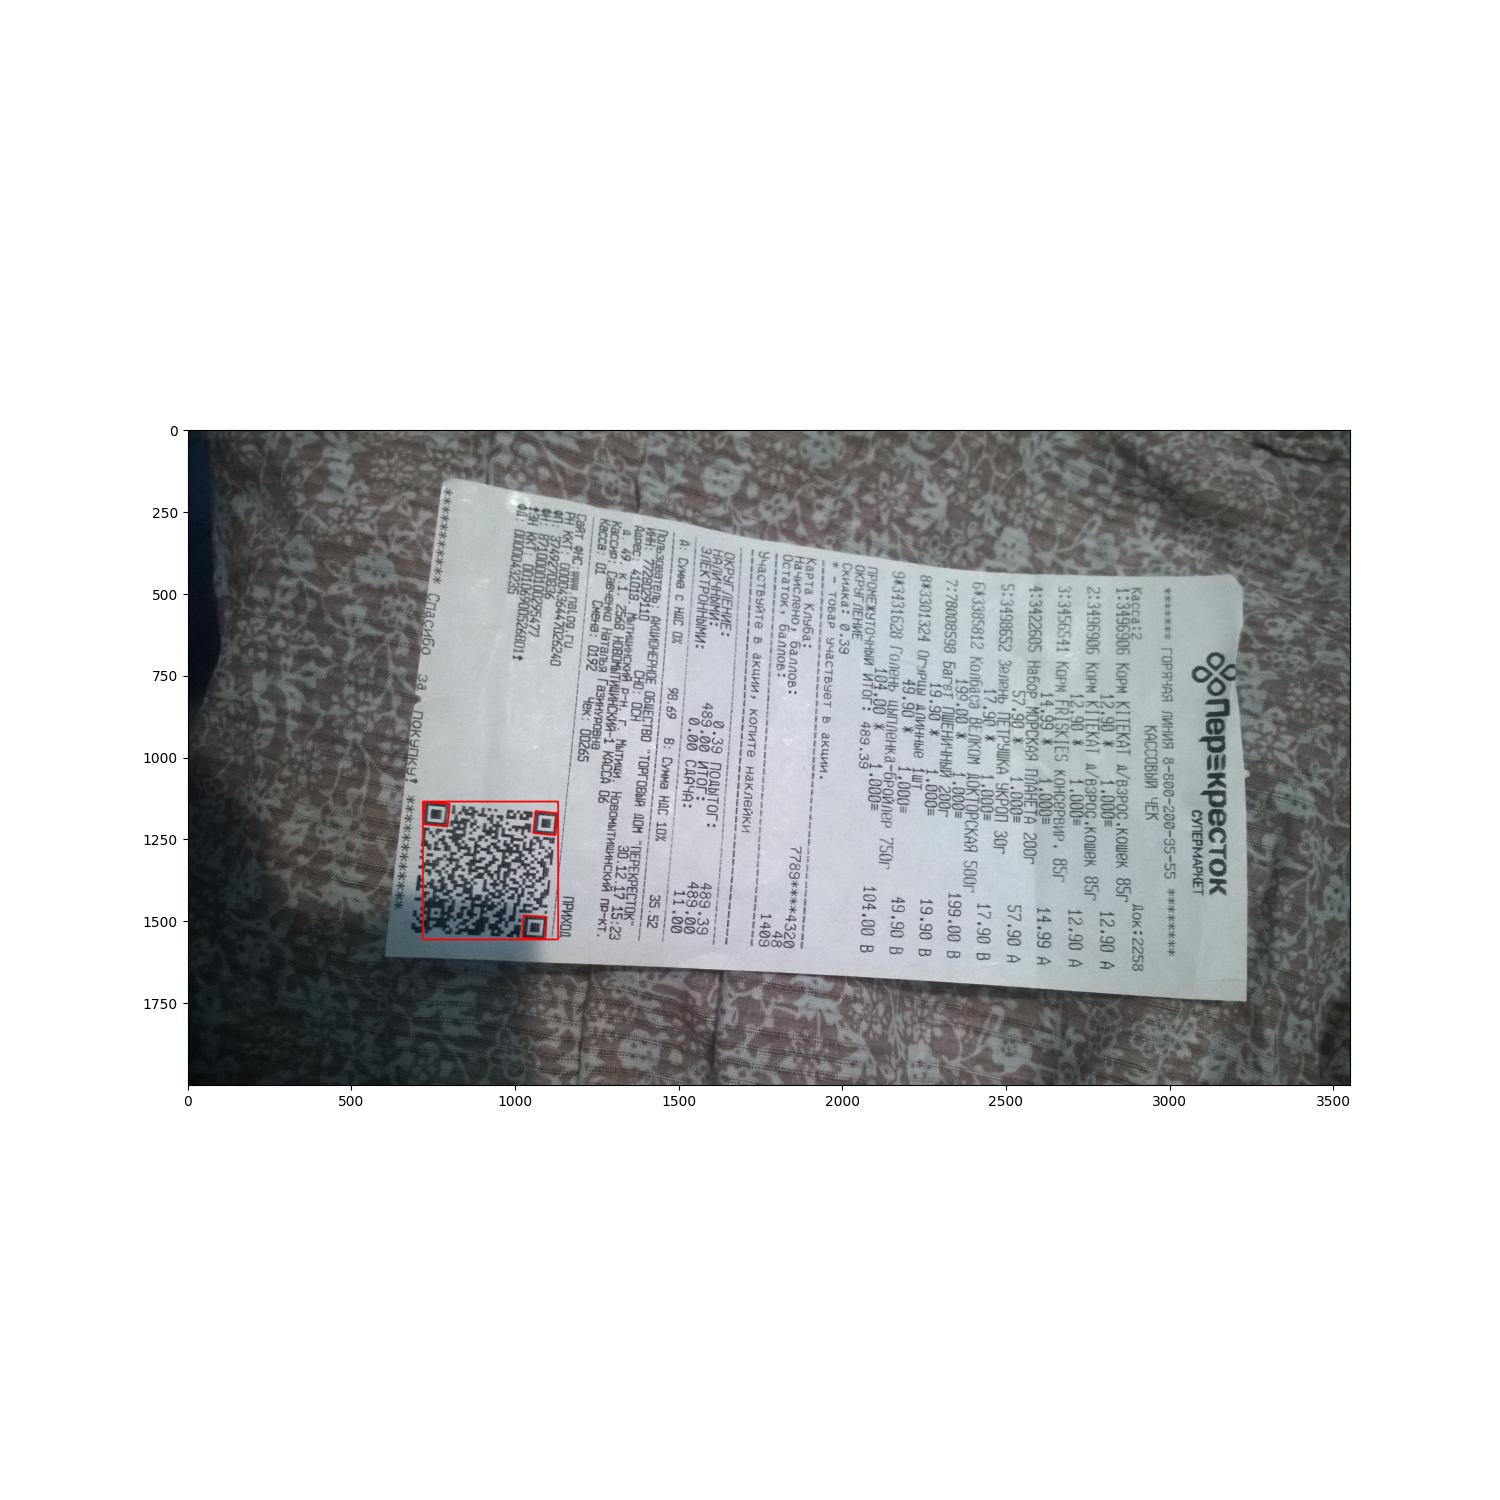 Перекресток
СУПЕРМАРКЕТ
******* ГОРЯЧАЯ ЛИНИЯ 8-800-200-95-55 *******
КАССОВЫЙ ЧЕК
Касса:2 Док:2258
1:3496906 Корм KITEKAT д/взрос.кошек 85г
12.90 * 1.000= 12.90 А
2:3496906 Корм KITEKAT д/взрос.кошек 85г
12.90 * 1.000= 12.90 А
3:3456541 Корм FRISKIES консервир. 85г
14.99 * 1.000= 14.99 А
4:3422605 Набор МОРСКАЯ ПЛАНЕТА 200г
57.90 * 1.000= 57.90 А
5:3498652 Зелень ПЕТРУШКА УКРОП 30г
17.90 * 1.000= 17.90 В
6*3385812 Колбаса ВЕЛКОМ ДОКТОРСКАЯ 500г
199.00 * 1.000= 199.00 В
7:78008598 Багет ПШЕНИЧНЫЙ 200г
19.90 * 1.000= 19.90 В
8*3301324 Огурцы длинные 1шт
49.90 * 1.000= 49.90 В
9*3431628 Голень цыпленка-бройлер 750г
104.00 * 1.000= 104.00 В
ПРОМЕЖУТОЧНЫЙ ИТОГ: 489.39
ОКРУГЛЕНИЕ
Скидка: 0.39
* – товар участвует в акции.
Карта Клуба: 7789****4320
Начислено, баллов: 48
Остаток, баллов: 1409
Участвуйте в акции, копите наклейки
ОКРУГЛЕНИЕ: 0.39 ПОДЫТОГ: 489.39
НАЛИЧНЫМИ: 489.00 ИТОГ: 489.00
ЭЛЕКТРОННЫМИ: 0.00 СДАЧА: 11.00
А: Сумма с НДС 0% 98.69 В: Сумма НДС 10% 35.52
Пользователь: АКЦИОНЕРНОЕ ОБЩЕСТВО "ТОРГОВЫЙ ДОМ "ПЕРЕКРЕСТОК"
ИНН: 7728029110 СНО: ОСН 30.12.17 15:23
Адрес: 41018, Мытищинский р-н, г. Мытищи, Новомытищинский пр-кт.
д. 49, к.1, 2568 НОВОМЫТИЩИНСКИЙ-1 КАССА 06
Кассир: Савченко Наталья Газинуровна
Касса: 01 Смена: 0192 Чек: 00265
ПРИХОД
Сайт ФНС:www.nalog.ru
РН ККТ: 0000436447026240
ФП: 3749270036
ФН: 8710000100295477
ЗН ККТ: 00106900526801
ФД: 0000043235
********** Спасибо за покупку! **********
0
250
500
750
1000
1250
1500
1750
0 500 1000 1500 2000 2500 3000 3500